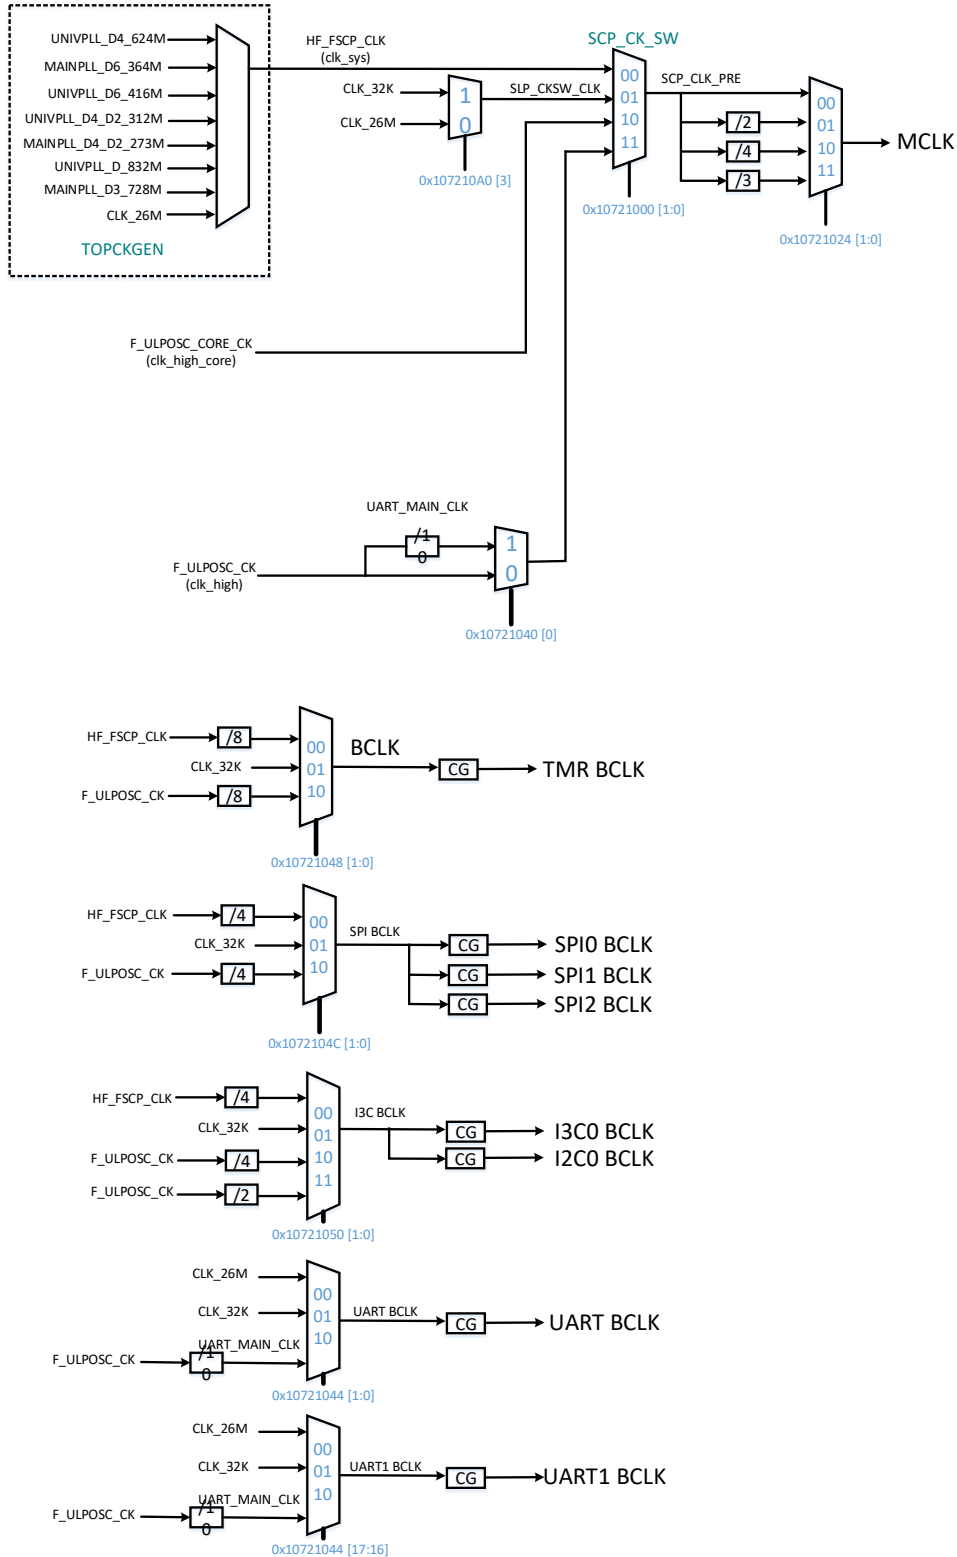 UNIVPLL_D4_624M
MAINPLL_D6_364M
UNIVPLL_D6_416M
UNIVPLL_D4_D2_312M
MAINPLL_D4_D2_273M
UNIVPLL_D_832M
MAINPLL_D3_728M
CLK_26M
TOPCKGEN
HF_FSCP_CLK
(clk_sys)
CLK_32K
CLK_26M
1
0
0x107210A0 [3]
SLP_CKSW_CLK
SCP_CK_SW
00
01
10
11
0x10721000 [1:0]
SCP_CLK_PRE
/2
/4
/3
00
01
10
11
0x10721024 [1:0]
MCLK
F_ULPOSC_CORE_CK
(clk_high_core)
UART_MAIN_CLK
/1
0
F_ULPOSC_CK
(clk_high)
1
0
0x10721040 [0]
HF_FSCP_CLK
/8
CLK_32K
F_ULPOSC_CK
/8
00
01
10
BCLK
CG
TMR BCLK
0x10721048 [1:0]
HF_FSCP_CLK
/4
CLK_32K
F_ULPOSC_CK
/4
00
01
10
SPI BCLK
CG
SPI0 BCLK
CG
SPI1 BCLK
CG
SPI2 BCLK
0x1072104C [1:0]
HF_FSCP_CLK
/4
CLK_32K
F_ULPOSC_CK
/4
F_ULPOSC_CK
/2
00
01
10
11
I3C BCLK
CG
I3C0 BCLK
CG
I2C0 BCLK
0x10721050 [1:0]
CLK_26M
CLK_32K
UART_MAIN_CLK
F_ULPOSC_CK
/1
0
00
01
10
UART BCLK
CG
UART BCLK
0x10721044 [1:0]
CLK_26M
CLK_32K
UART_MAIN_CLK
F_ULPOSC_CK
/1
0
00
01
10
UART1 BCLK
CG
UART1 BCLK
0x10721044 [17:16]